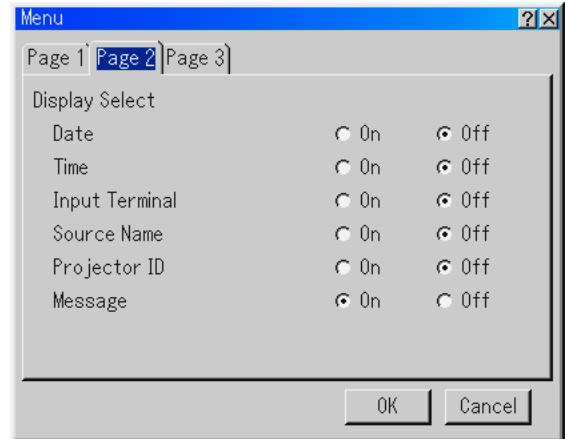 Menu
Page 1 Page 2 Page 3
Display Select
Date On Off
Time On Off
Input Terminal On Off
Source Name On Off
Projector ID On Off
Message On Off
OK Cancel